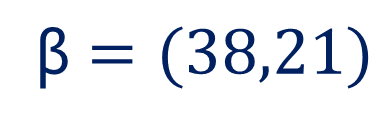 β = (38,21)